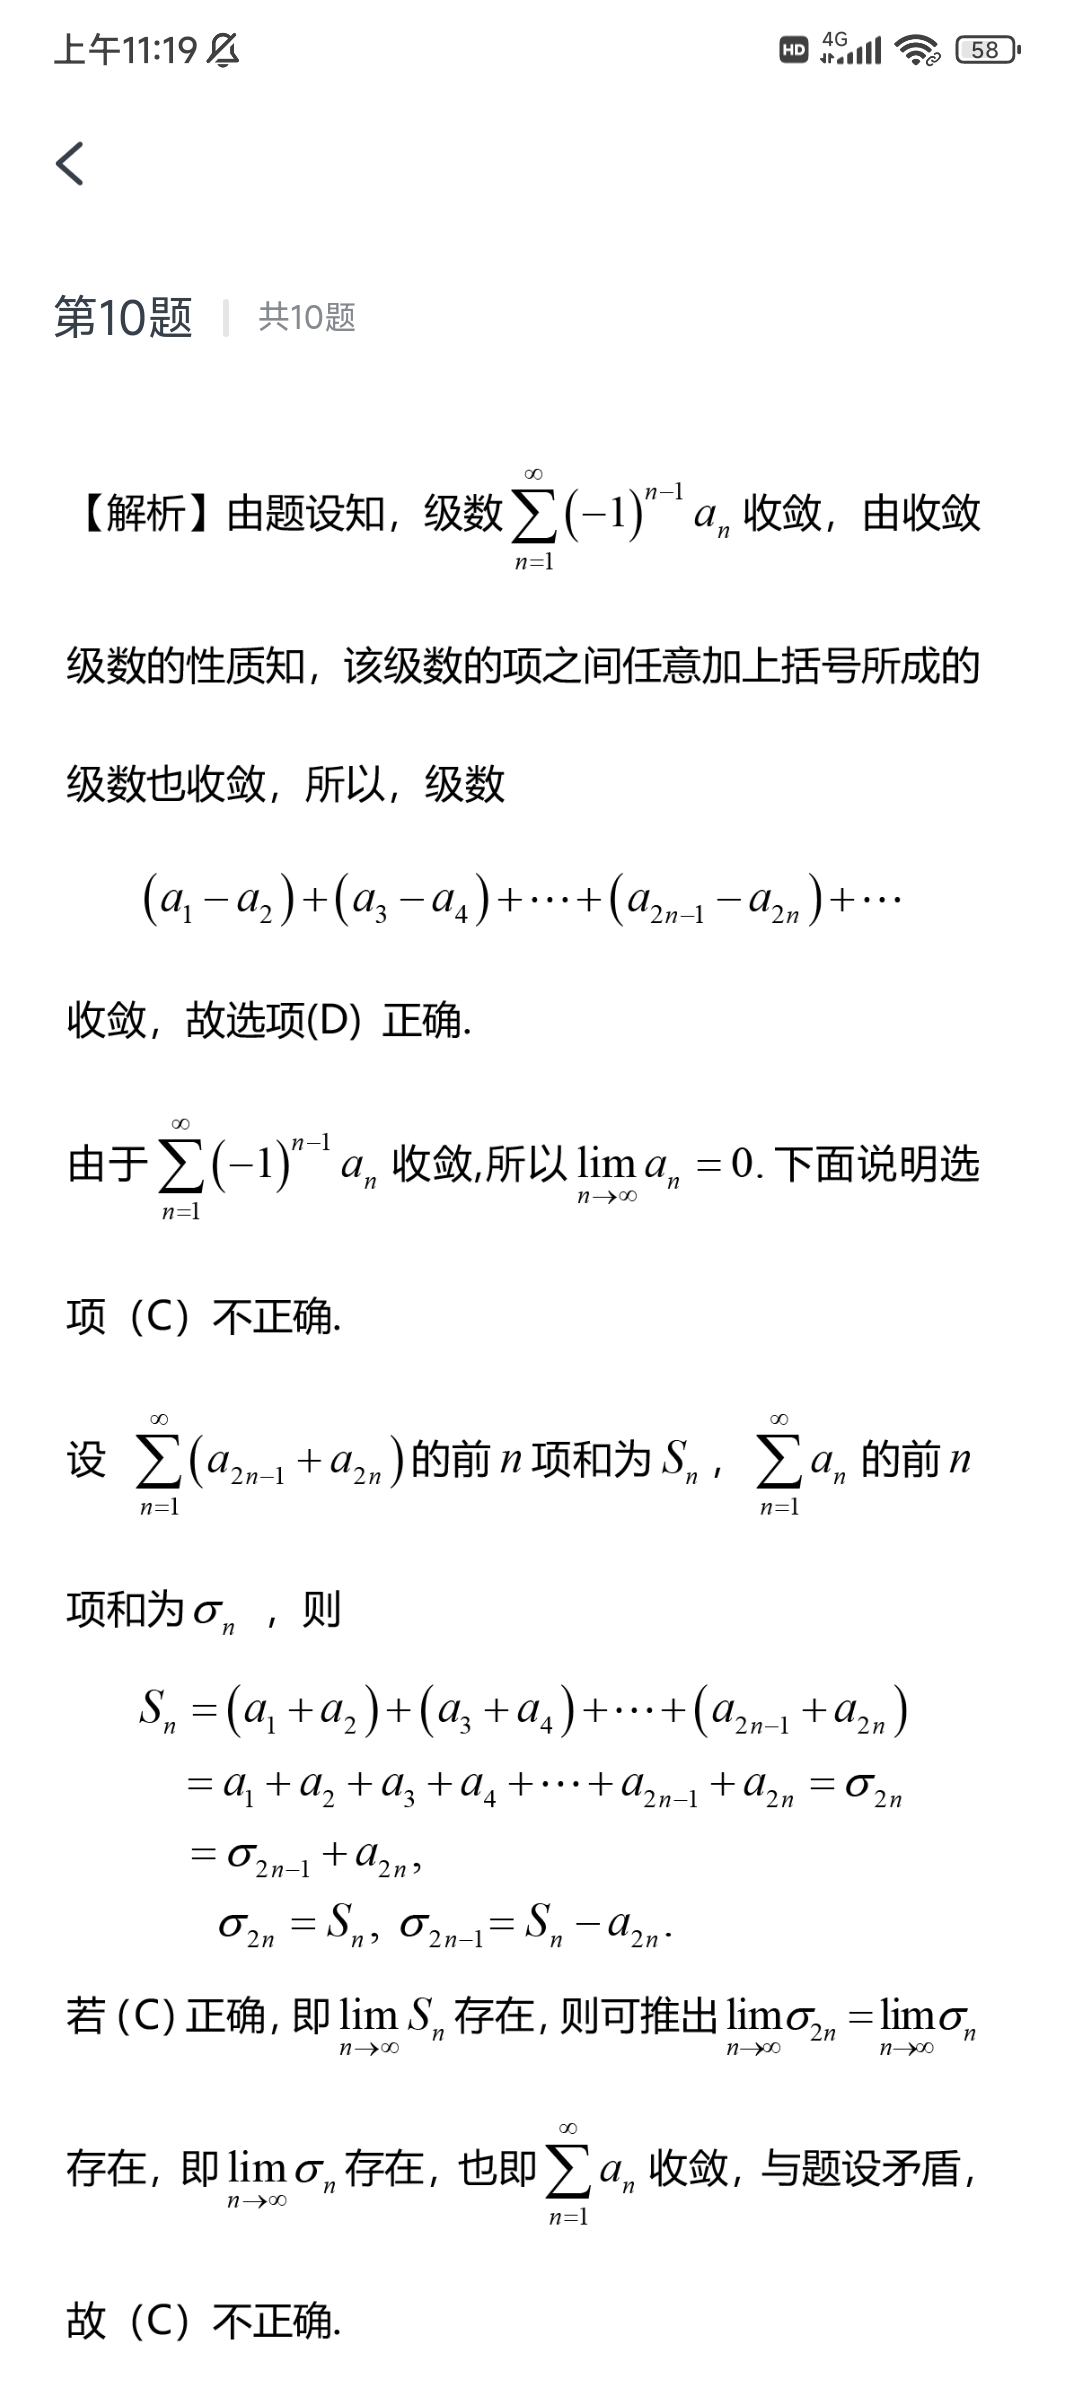 上午11:19 HD 4G 58
第10题 | 共10题
【解析】由题设知，级数 $\sum_{n=1}^{\infty}(-1)^{n-1}a_n$ 收敛，由收敛
级数的性质知，该级数的项之间任意加上括号所成的
级数也收敛，所以，级数
$(a_1-a_2)+(a_3-a_4)+\cdots+(a_{2n-1}-a_{2n})+\cdots$
收敛，故选项(D) 正确.
由于 $\sum_{n=1}^{\infty}(-1)^{n-1}a_n$ 收敛,所以 $\lim_{n\to\infty}a_n=0$. 下面说明选
项（C）不正确.
设 $\sum_{n=1}^{\infty}(a_{2n-1}+a_{2n})$ 的前 $n$ 项和为 $S_n$， $\sum_{n=1}^{\infty}a_n$ 的前 $n$
项和为 $\sigma_n$ ，则
$S_n=(a_1+a_2)+(a_3+a_4)+\cdots+(a_{2n-1}+a_{2n})$
$=a_1+a_2+a_3+a_4+\cdots+a_{2n-1}+a_{2n}=\sigma_{2n}$
$=\sigma_{2n-1}+a_{2n},$
$\sigma_{2n}=S_n, \sigma_{2n-1}=S_n-a_{2n}.$
若 (C) 正确, 即 $\lim_{n\to\infty}S_n$ 存在, 则可推出 $\lim_{n\to\infty}\sigma_{2n}=\lim_{n\to\infty}\sigma_n$
存在，即 $\lim_{n\to\infty}\sigma_n$ 存在，也即 $\sum_{n=1}^{\infty}a_n$ 收敛，与题设矛盾，
故（C）不正确.